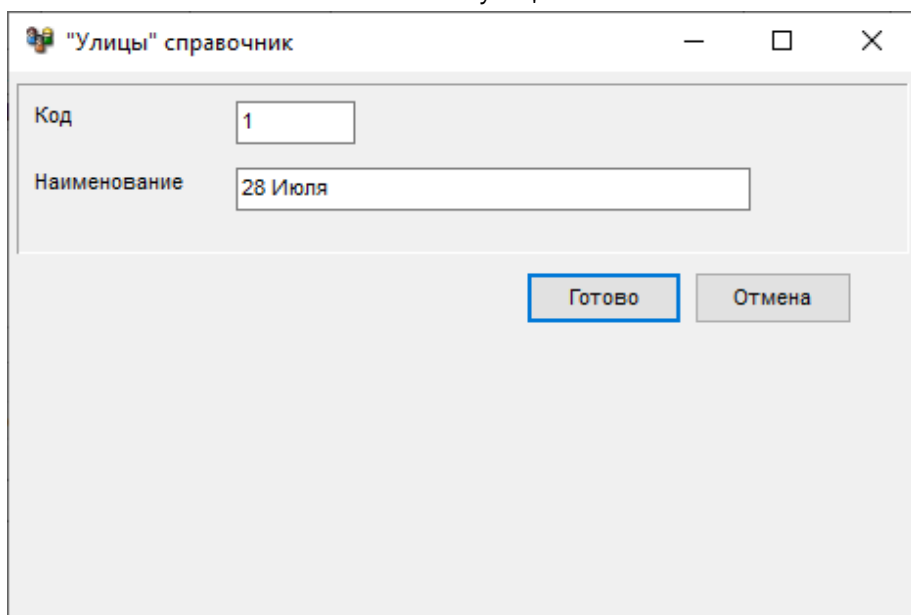 "Улицы" справочник
Код 1
Наименование 28 Июля
Готово Отмена